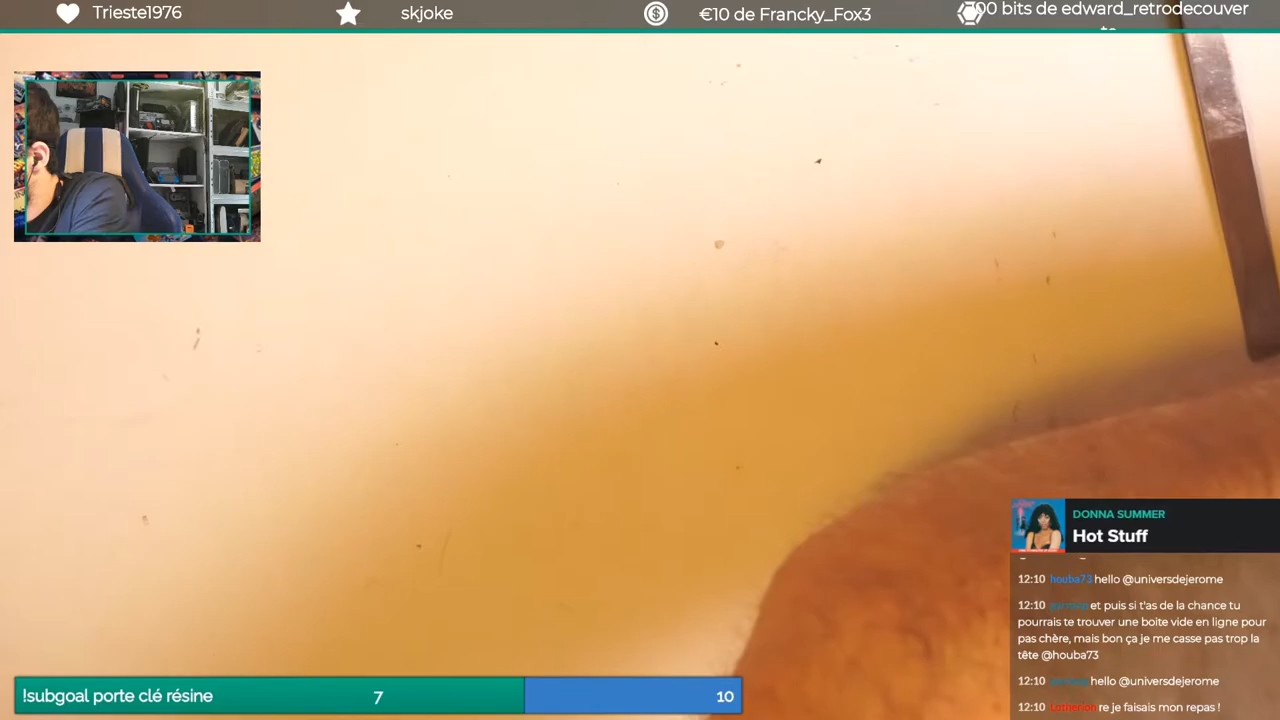 Trieste1976
skjoke
€10 de Francky_Fox3
00 bits de edward_retrodecouver
DONNA SUMMER
Hot Stuff
12:10 houba73 hello @universdejerome
12:10 et puis si t'as de la chance tu
pourrais te trouver une boite vide en ligne pour
pas chère, mais bon ça je me casse pas trop la
tête @houba73
12:10 hello @universdejerome
12:10 re je faisais mon repas !
!subgoal porte clé résine 7 10